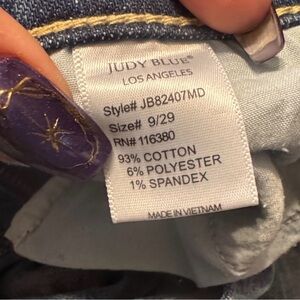 JUDY BLUE®
LOS ANGELES
Style# JB82407MD
Size# 9/29
RN# 116380
93% COTTON
6% POLYESTER
1% SPANDEX
MADE IN VIETNAM